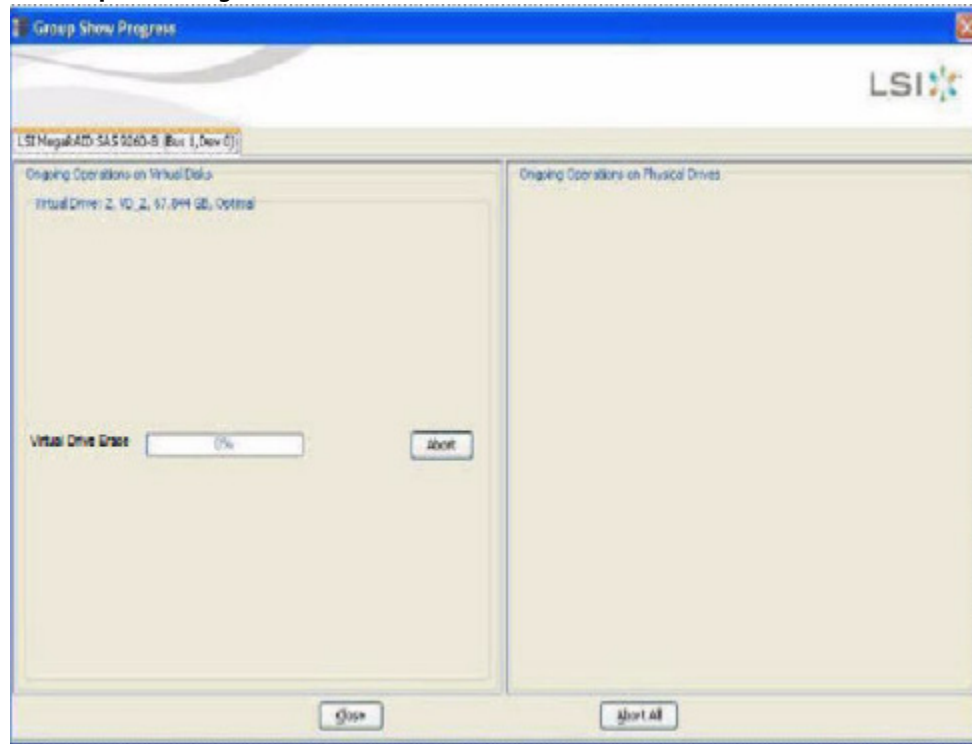 Group Show Progress
LSI
LSI MegaRAID SAS 9260-8 (Bus 1,Dev 0)
Ongoing Operations on Virtual Disks
Virtual Drive: 2, VD_2, 67.844 GB, Optimal
Virtual Drive Erase
0%
Abort
Ongoing Operations on Physical Drives
Close
Abort All